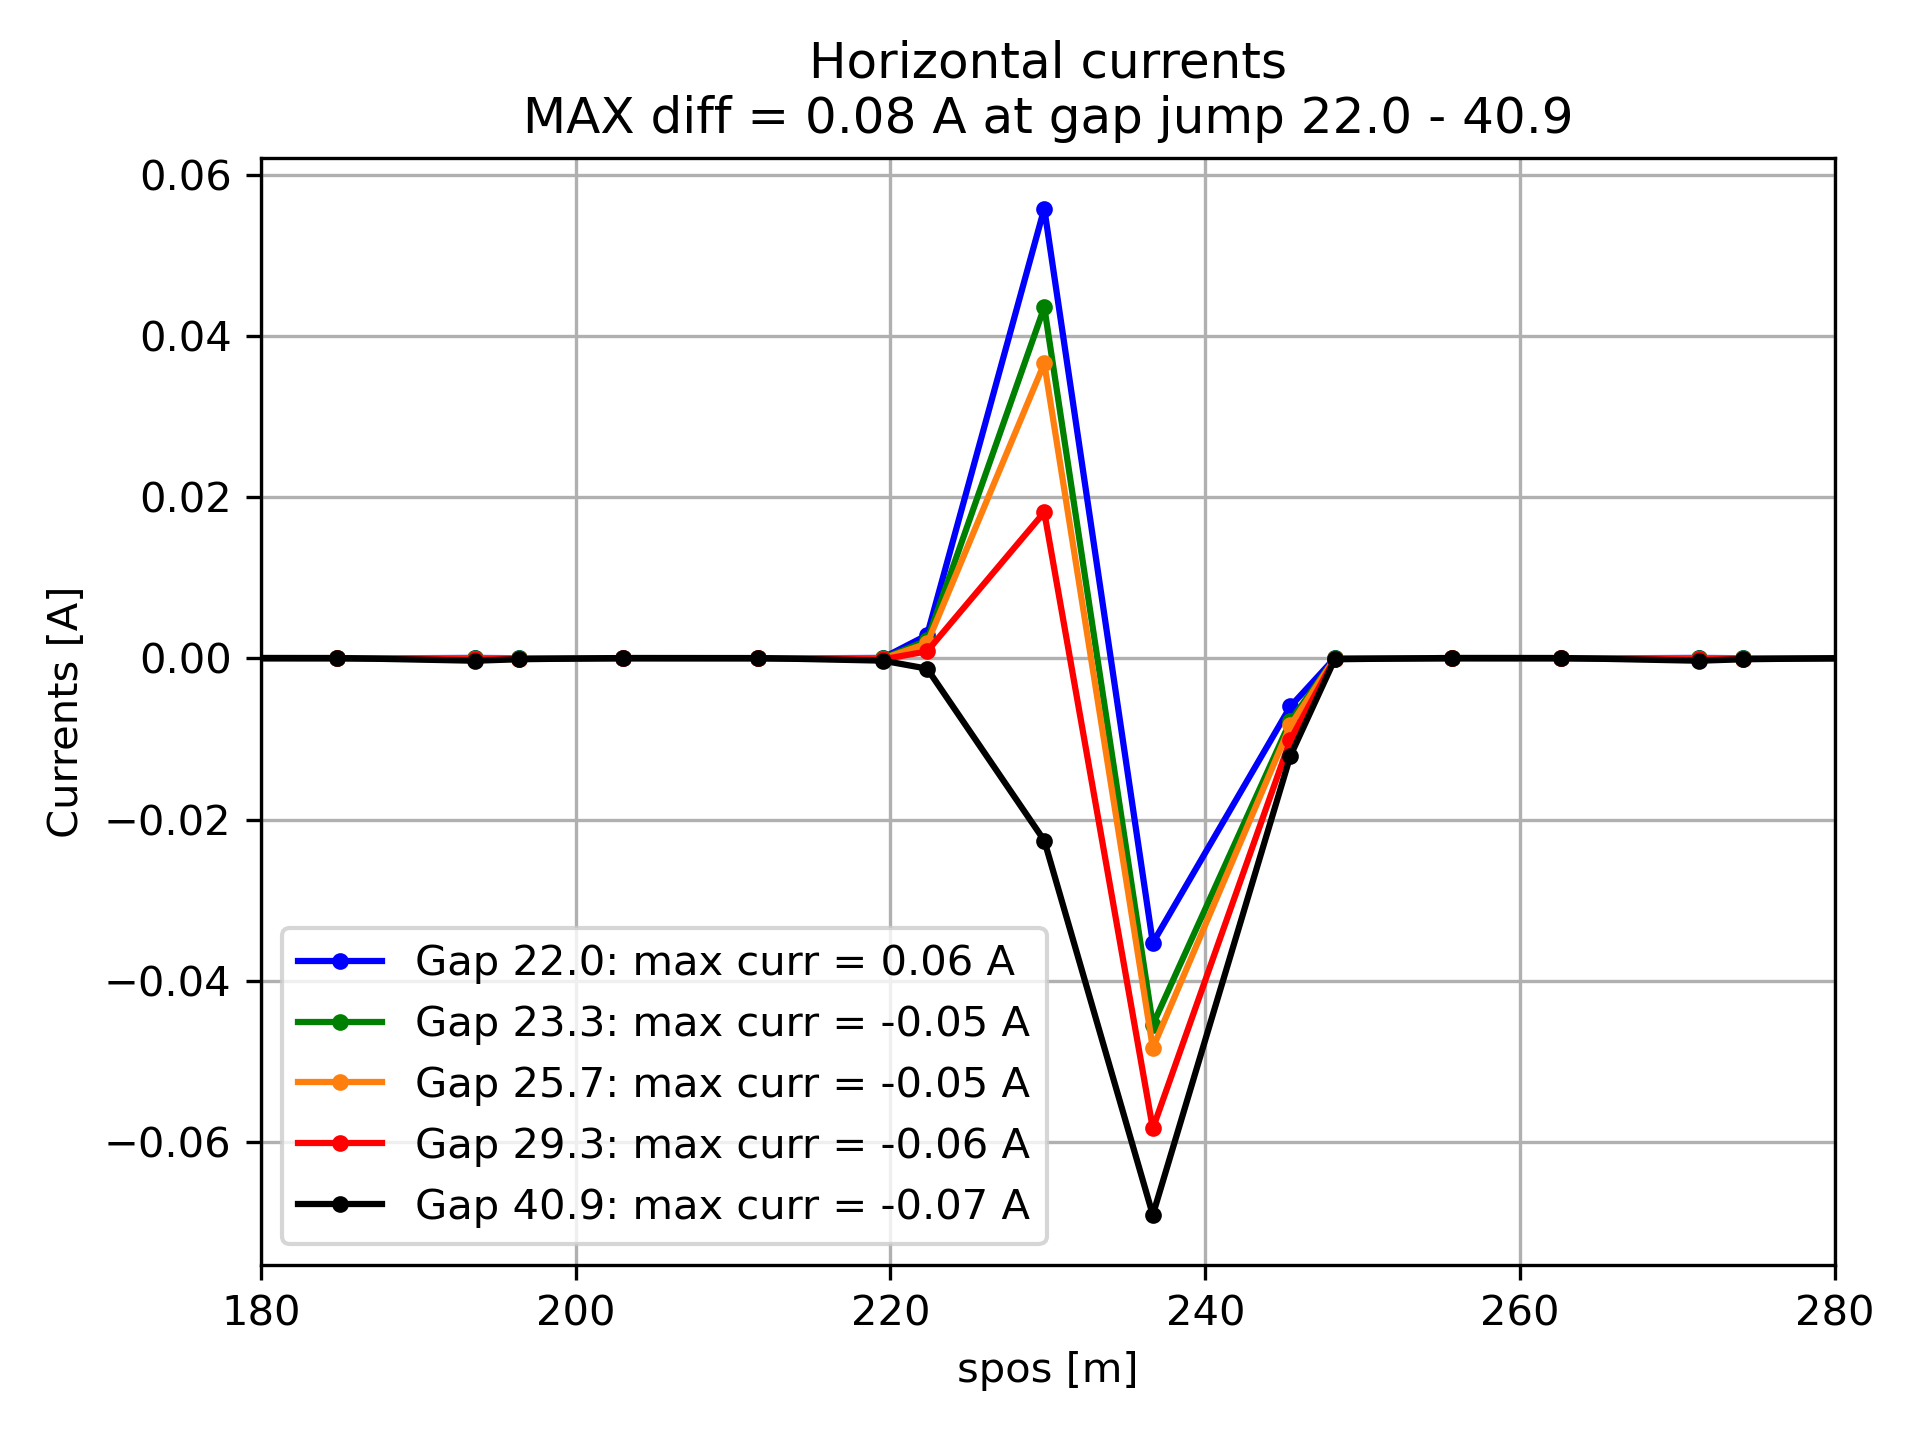 Horizontal currents
MAX diff = 0.08 A at gap jump 22.0 - 40.9
0.06
0.04
0.02
0.00
−0.02
−0.04
−0.06
Currents [A]
Gap 22.0: max curr = 0.06 A
Gap 23.3: max curr = -0.05 A
Gap 25.7: max curr = -0.05 A
Gap 29.3: max curr = -0.06 A
Gap 40.9: max curr = -0.07 A
180 200 220 240 260 280
spos [m]